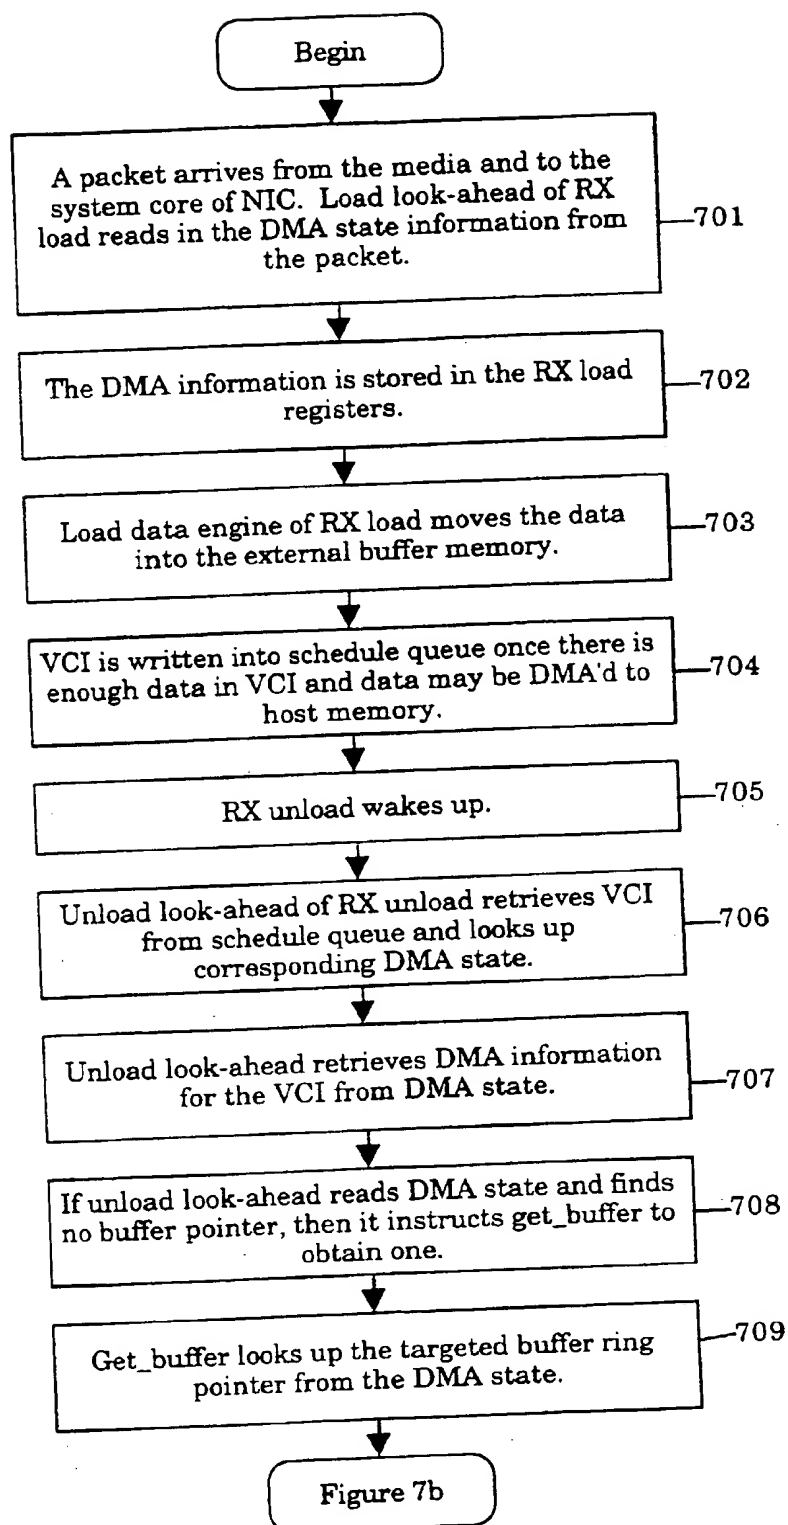 Begin
A packet arrives from the media and to the
system core of NIC. Load look-ahead of RX
load reads in the DMA state information from
the packet.
701
The DMA information is stored in the RX load
registers.
702
Load data engine of RX load moves the data
into the external buffer memory.
703
VCI is written into schedule queue once there is
enough data in VCI and data may be DMA'd to
host memory.
704
RX unload wakes up.
705
Unload look-ahead of RX unload retrieves VCI
from schedule queue and looks up
corresponding DMA state.
706
Unload look-ahead retrieves DMA information
for the VCI from DMA state.
707
If unload look-ahead reads DMA state and finds
no buffer pointer, then it instructs get_buffer to
obtain one.
708
Get_buffer looks up the targeted buffer ring
pointer from the DMA state.
709
Figure 7b